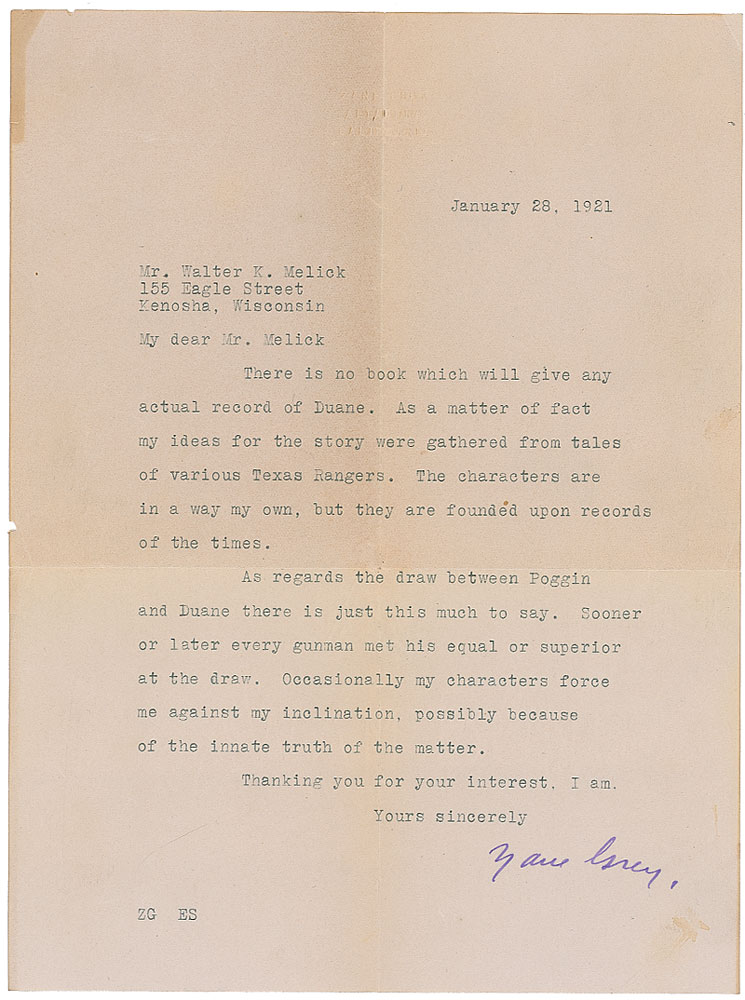 January 28, 1921
Mr. Walter K. Melick
155 Eagle Street
Kenosha, Wisconsin
My dear Mr. Melick
There is no book which will give any
actual record of Duane. As a matter of fact
my ideas for the story were gathered from tales
of various Texas Rangers. The characters are
in a way my own, but they are founded upon records
of the times.
As regards the draw between Poggin
and Duane there is just this much to say. Sooner
or later every gunman met his equal or superior
at the draw. Occasionally my characters force
me against my inclination, possibly because
of the innate truth of the matter.
Thanking you for your interest, I am.
Yours sincerely
Zane Grey.
ZG ES